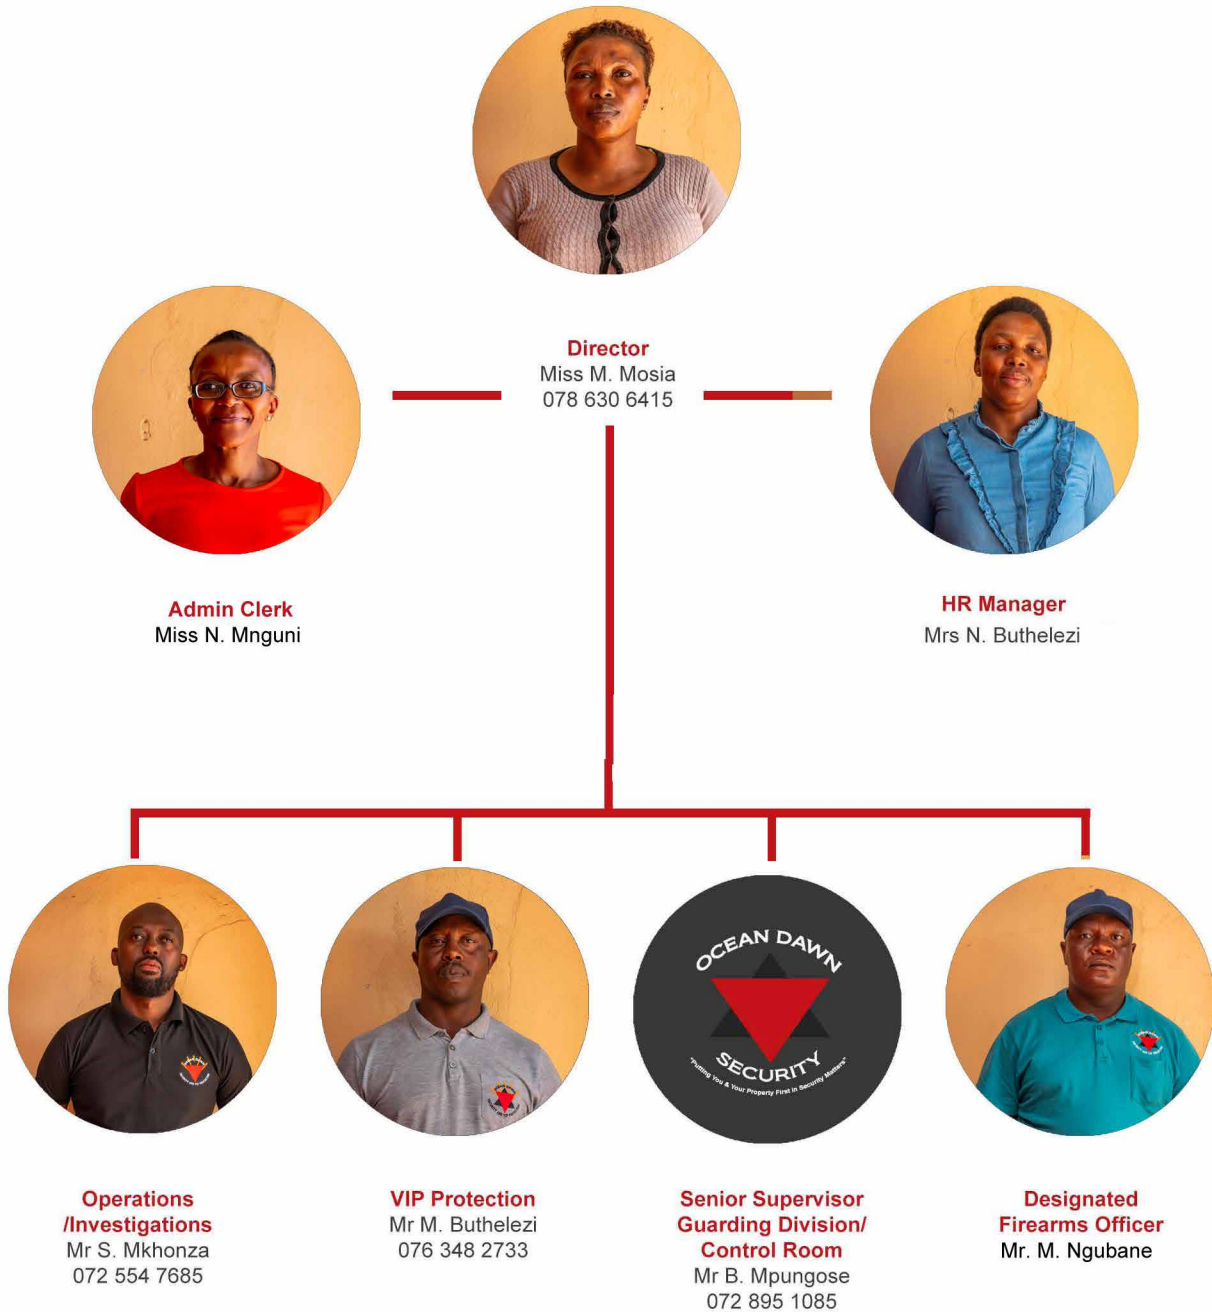 Director
Miss M. Mosia
078 630 6415
Admin Clerk
Miss N. Mnguni
HR Manager
Mrs N. Buthelezi
OCEAN DAWN
SECURITY
"Putting You & Your Property First in Security Matters"
Operations
/Investigations
Mr S. Mkhonza
072 554 7685
VIP Protection
Mr M. Buthelezi
076 348 2733
Senior Supervisor
Guarding Division/
Control Room
Mr B. Mpungose
072 895 1085
Designated
Firearms Officer
Mr. M. Ngubane